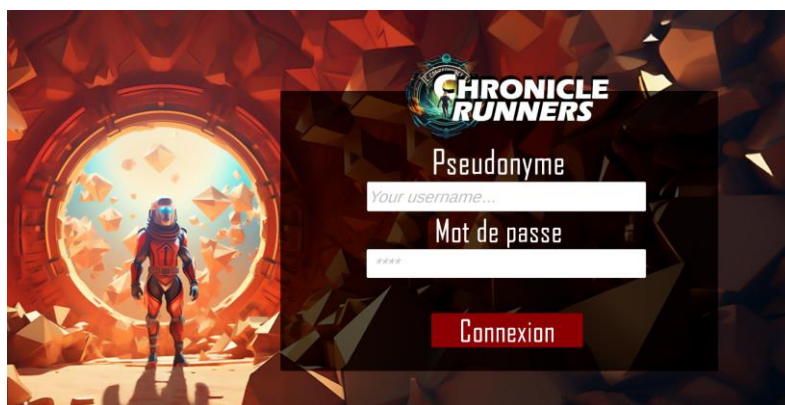 CHRONICLE
RUNNERS
Pseudonyme
Your username...
Mot de passe
****
Connexion